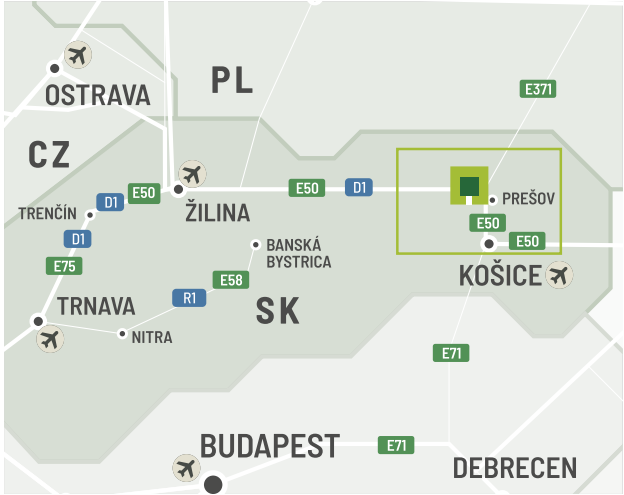 PL
E371
OSTRAVA
CZ
E50
D1
E50
D1
TRENČÍN
ŽILINA
PREŠOV
E50
D1
E50
BANSKÁ
BYSTRICA
E75
KOŠICE
E58
R1
TRNAVA
SK
NITRA
E71
BUDAPEST
E71
DEBRECEN